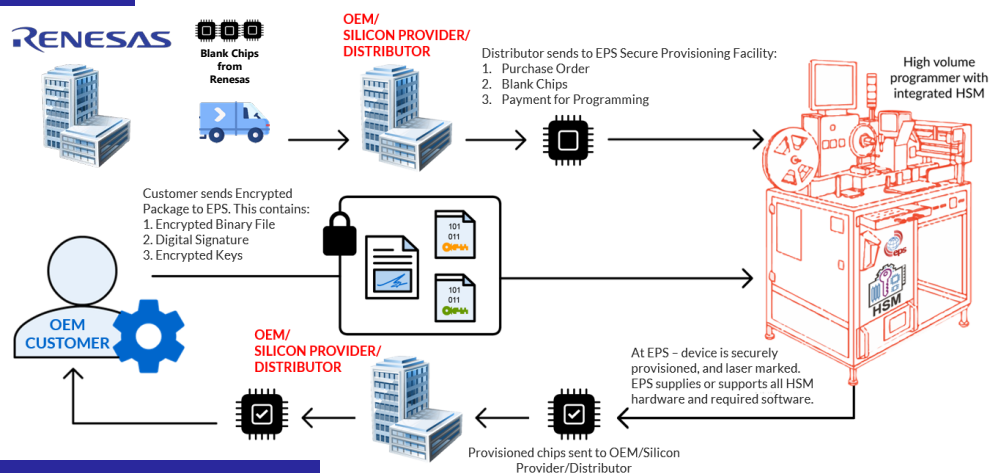 RENESAS
Blank Chips
from
Renesas
OEM/
SILICON PROVIDER/
DISTRIBUTOR
Distributor sends to EPS Secure Provisioning Facility:
1. Purchase Order
2. Blank Chips
3. Payment for Programming
High volume
programmer with
integrated HSM
Customer sends Encrypted
Package to EPS. This contains:
1. Encrypted Binary File
2. Digital Signature
3. Encrypted Keys
101
011
101
011
eps
HSM
OEM
CUSTOMER
OEM/
SILICON PROVIDER/
DISTRIBUTOR
At EPS – device is securely
provisioned, and laser marked.
EPS supplies or supports all HSM
hardware and required software.
Provisioned chips sent to OEM/Silicon
Provider/Distributor